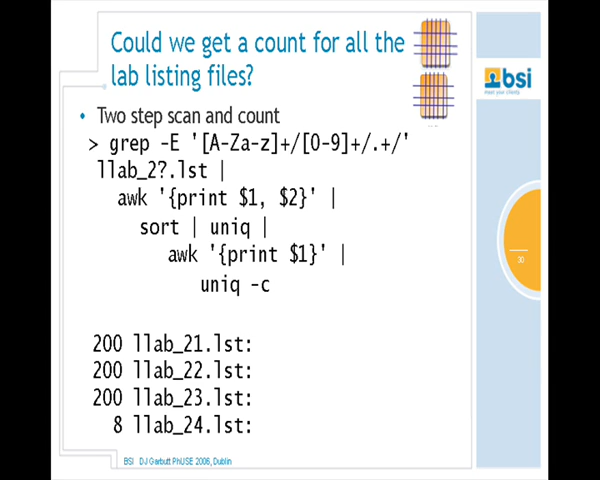 Could we get a count for all the
lab listing files?
bsi
• Two step scan and count
> grep -E '[A-Za-z]+/[0-9]+/.+/'
llab_2?.lst |
awk '{print $1, $2}' |
sort | uniq |
awk '{print $1}' |
uniq -c
30
200 llab_21.lst:
200 llab_22.lst:
200 llab_23.lst:
8 llab_24.lst:
BSI DJ Garbutt PhUSE 2006, Dublin